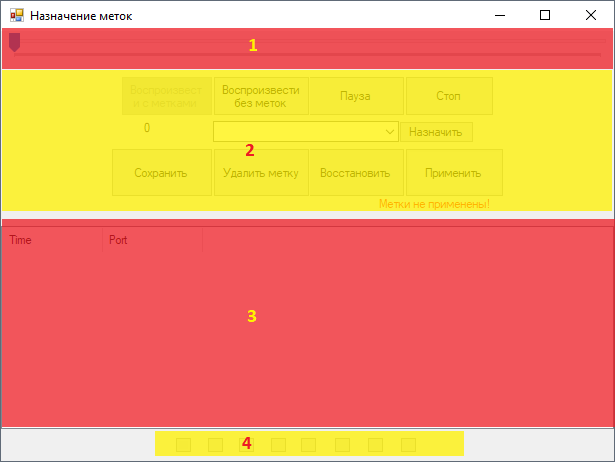 Назначение меток
1
Воспроизвест
и с метками
Воспроизвести
без меток
Пауза
Стоп
0
Назначить
2
Сохранить
Удалить метку
Восстановить
Применить
Метки не применены!
Time
Port
3
4